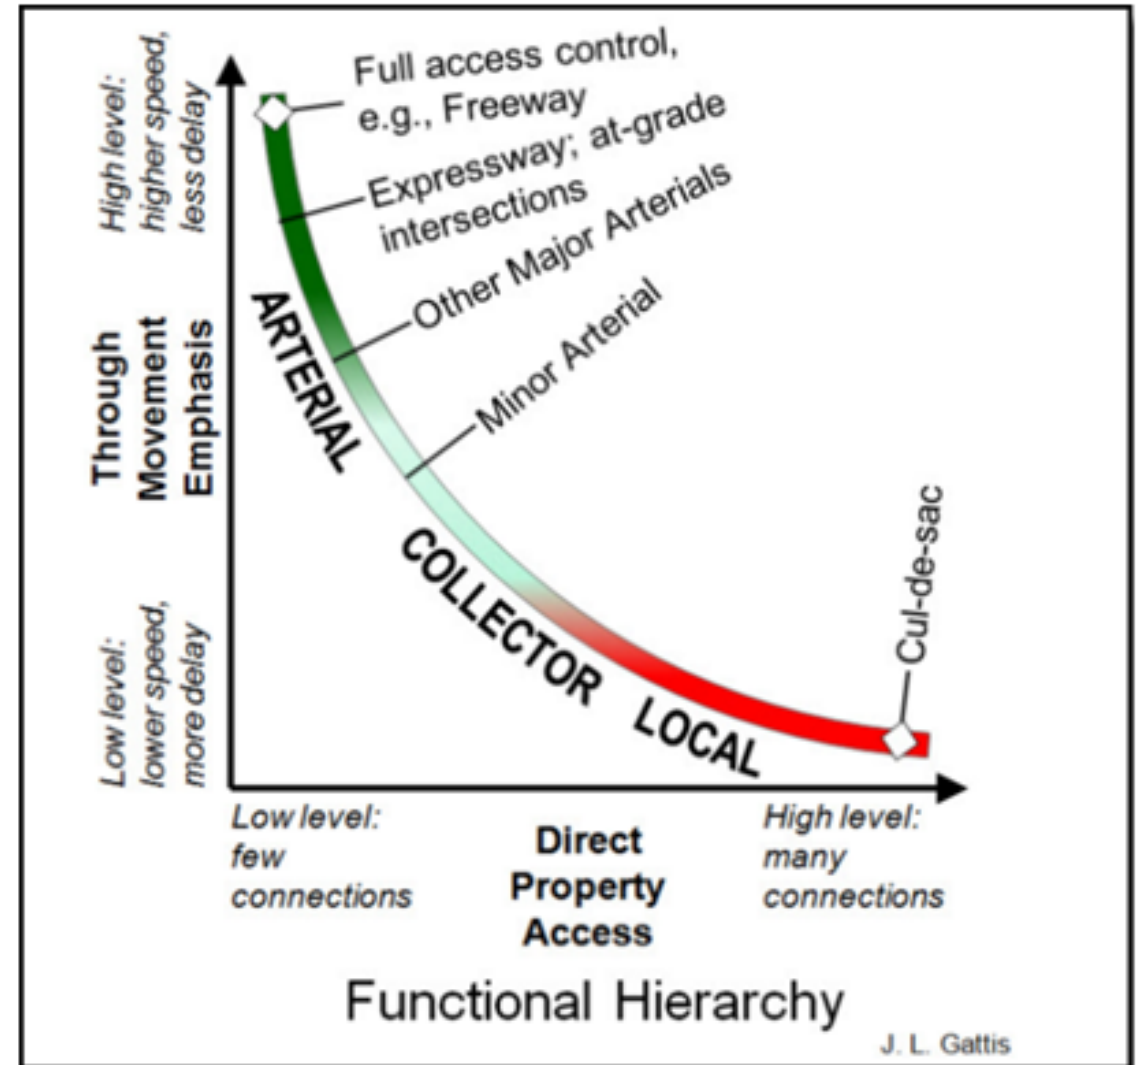 High level:
higher speed,
less delay
Full access control,
e.g., Freeway
Expressway; at-grade
intersections
Other Major Arterials
Minor Arterial
Through
Movement
Emphasis
ARTERIAL
COLLECTOR
LOCAL
Cul-de-sac
Low level:
lower speed,
more delay
Low level:
few
connections
Direct
Property
Access
High level:
many
connections
Functional Hierarchy
J. L. Gattis